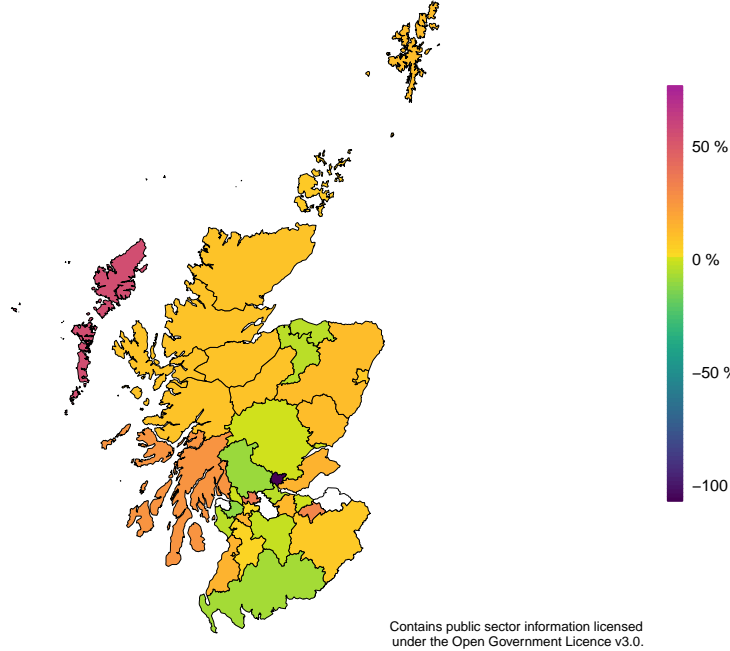 50 %
0 %
−50 %
−100
Contains public sector information licensed
under the Open Government Licence v3.0.